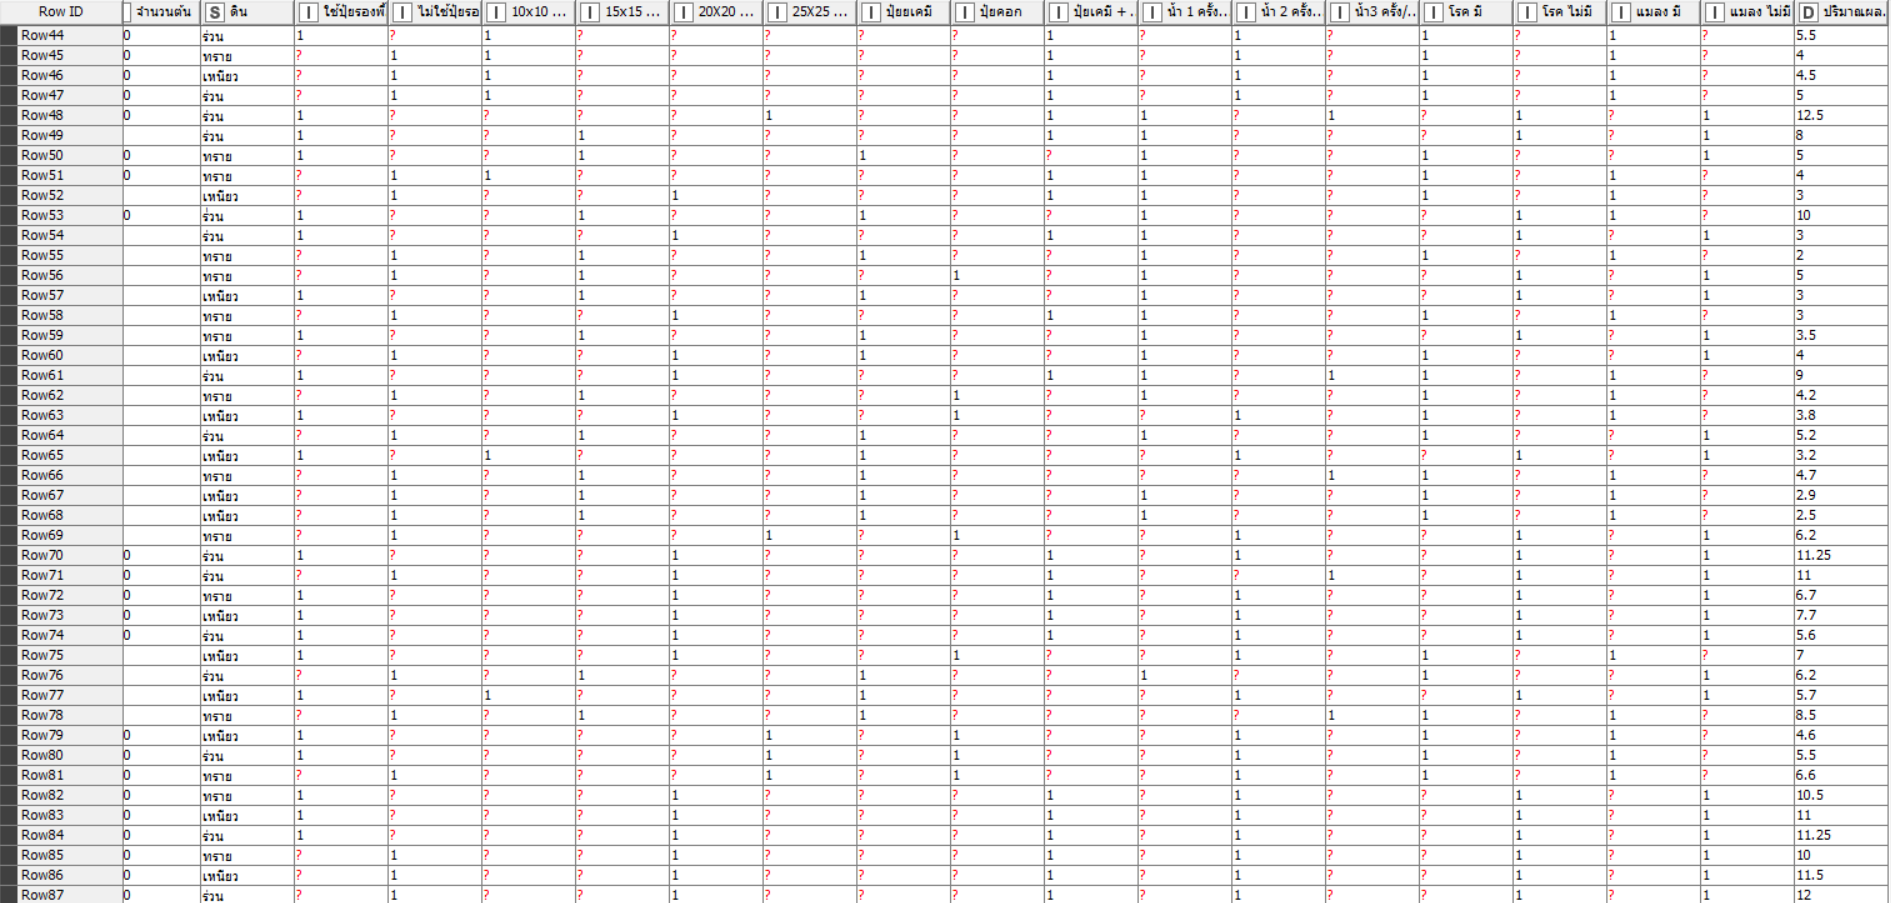 Row ID จำนวนต้น S ดิน I ใช้ปุ๋ยรองพื้ I ไม่ใช้ปุ๋ยรอ I 10x10 ... I 15x15 ... I 20X20 ... I 25X25 ... I ปุ๋ยยเคมี I ปุ๋ยคอก I ปุ๋ยเคมี + . I น้ำ 1 ครั้ง.. I น้ำ 2 ครั้ง.. I น้ำ3 ครั้ง/.. I โรค มี I โรค ไม่มี I แมลง มี I แมลง ไม่มี D ปริมาณผล.
Row44 0 ร่วน 1 ? 1 ? ? ? ? ? 1 ? 1 ? 1 ? 1 ? 5.5
Row45 0 ทราย ? 1 1 ? ? ? ? ? 1 ? 1 ? 1 ? 1 ? 4
Row46 0 เหนียว ? 1 1 ? ? ? ? ? 1 ? 1 ? 1 ? 1 ? 4.5
Row47 0 ร่วน ? 1 1 ? ? ? ? ? 1 ? 1 ? 1 ? 1 ? 5
Row48 0 ร่วน 1 ? ? ? ? 1 ? ? 1 1 ? 1 ? 1 ? 1 12.5
Row49 ร่วน 1 ? ? 1 ? ? ? ? 1 1 ? ? ? 1 ? 1 8
Row50 0 ทราย 1 ? ? 1 ? ? 1 ? ? 1 ? ? 1 ? ? 1 5
Row51 0 ทราย ? 1 1 ? ? ? ? ? 1 1 ? ? 1 ? 1 ? 4
Row52 เหนียว ? 1 ? ? 1 ? ? ? 1 1 ? ? 1 ? 1 ? 3
Row53 0 ร่วน 1 ? ? 1 ? ? 1 ? ? 1 ? ? ? 1 1 ? 10
Row54 ร่วน 1 ? ? ? 1 ? ? ? 1 1 ? ? ? 1 ? 1 3
Row55 ทราย ? 1 ? 1 ? ? 1 ? ? 1 ? ? 1 ? 1 ? 2
Row56 ทราย ? 1 ? 1 ? ? ? 1 ? 1 ? ? ? 1 ? 1 5
Row57 เหนียว 1 ? ? 1 ? ? 1 ? ? 1 ? ? ? 1 ? 1 3
Row58 ทราย ? 1 ? ? 1 ? ? ? 1 1 ? ? 1 ? 1 ? 3
Row59 ทราย 1 ? ? 1 ? ? 1 ? ? 1 ? ? ? 1 ? 1 3.5
Row60 เหนียว ? 1 ? ? 1 ? 1 ? ? 1 ? ? 1 ? ? 1 4
Row61 ร่วน 1 ? ? ? 1 ? ? ? 1 1 ? 1 1 ? 1 ? 9
Row62 ทราย ? 1 ? 1 ? ? ? 1 ? 1 ? ? 1 ? 1 ? 4.2
Row63 เหนียว 1 ? ? ? 1 ? ? 1 ? ? 1 ? 1 ? 1 ? 3.8
Row64 ร่วน ? 1 ? 1 ? ? 1 ? ? 1 ? ? 1 ? ? 1 5.2
Row65 เหนียว 1 ? 1 ? ? ? 1 ? ? ? 1 ? ? 1 ? 1 3.2
Row66 ทราย ? 1 ? 1 ? ? 1 ? ? ? ? 1 1 ? 1 ? 4.7
Row67 เหนียว ? 1 ? 1 ? ? 1 ? ? 1 ? ? 1 ? 1 ? 2.9
Row68 เหนียว ? 1 ? 1 ? ? 1 ? ? 1 ? ? 1 ? 1 ? 2.5
Row69 ทราย ? 1 ? ? ? 1 ? 1 ? ? 1 ? ? 1 ? 1 6.2
Row70 0 ร่วน 1 ? ? ? 1 ? ? ? 1 ? 1 ? ? 1 ? 1 11.25
Row71 0 ร่วน ? 1 ? ? 1 ? ? ? 1 ? ? 1 ? 1 ? 1 11
Row72 0 ทราย 1 ? ? ? 1 ? ? ? 1 ? 1 ? ? 1 ? 1 6.7
Row73 0 เหนียว 1 ? ? ? 1 ? ? ? 1 ? 1 ? ? 1 ? 1 7.7
Row74 0 ร่วน 1 ? ? ? 1 ? ? ? 1 ? 1 ? ? 1 ? 1 5.6
Row75 เหนียว 1 ? ? ? 1 ? ? 1 ? ? 1 ? 1 ? 1 ? 7
Row76 ร่วน ? 1 ? 1 ? ? 1 ? ? 1 ? ? 1 ? ? 1 6.2
Row77 เหนียว 1 ? 1 ? ? ? 1 ? ? ? 1 ? ? 1 ? 1 5.7
Row78 ทราย ? 1 ? 1 ? ? 1 ? ? ? ? 1 1 ? 1 ? 8.5
Row79 0 เหนียว 1 ? ? ? ? 1 ? 1 ? ? 1 ? 1 ? 1 ? 4.6
Row80 0 ร่วน 1 ? ? ? ? 1 ? 1 ? ? 1 ? 1 ? 1 ? 5.5
Row81 0 ทราย ? 1 ? ? ? 1 ? 1 ? ? 1 ? 1 ? 1 ? 6.6
Row82 0 ทราย 1 ? ? ? 1 ? ? ? 1 ? 1 ? ? 1 ? 1 10.5
Row83 0 เหนียว 1 ? ? ? 1 ? ? ? 1 ? 1 ? ? 1 ? 1 11
Row84 0 ร่วน 1 ? ? ? 1 ? ? ? 1 ? 1 ? ? 1 ? 1 11.25
Row85 0 ทราย ? 1 ? ? 1 ? ? ? 1 ? 1 ? ? 1 ? 1 10
Row86 0 เหนียว ? 1 ? ? 1 ? ? ? 1 ? 1 ? ? 1 ? 1 11.5
Row87 0 ร่วน ? 1 ? ? 1 ? ? ? 1 ? 1 ? ? 1 ? 1 12